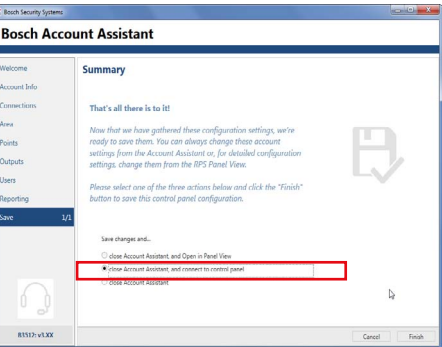 Bosch Security Systems
Bosch Account Assistant
Welcome
Account Info
Connections
Area
Points
Outputs
Users
Reporting
Save 1/1
Summary
That's all there is to it!
Now that we have gathered these configuration settings, we're
ready to save them. You can always change these account
settings from the Account Assistant or, for detailed configuration
settings, change them from the RPS Panel View.
Please select one of the three actions below and click the "Finish"
button to save this control panel configuration.
Save changes and...
close Account Assistant, and Open in Panel View
close Account Assistant, and connect to control panel
close Account Assistant
B3512: v3.XX
Cancel Finish